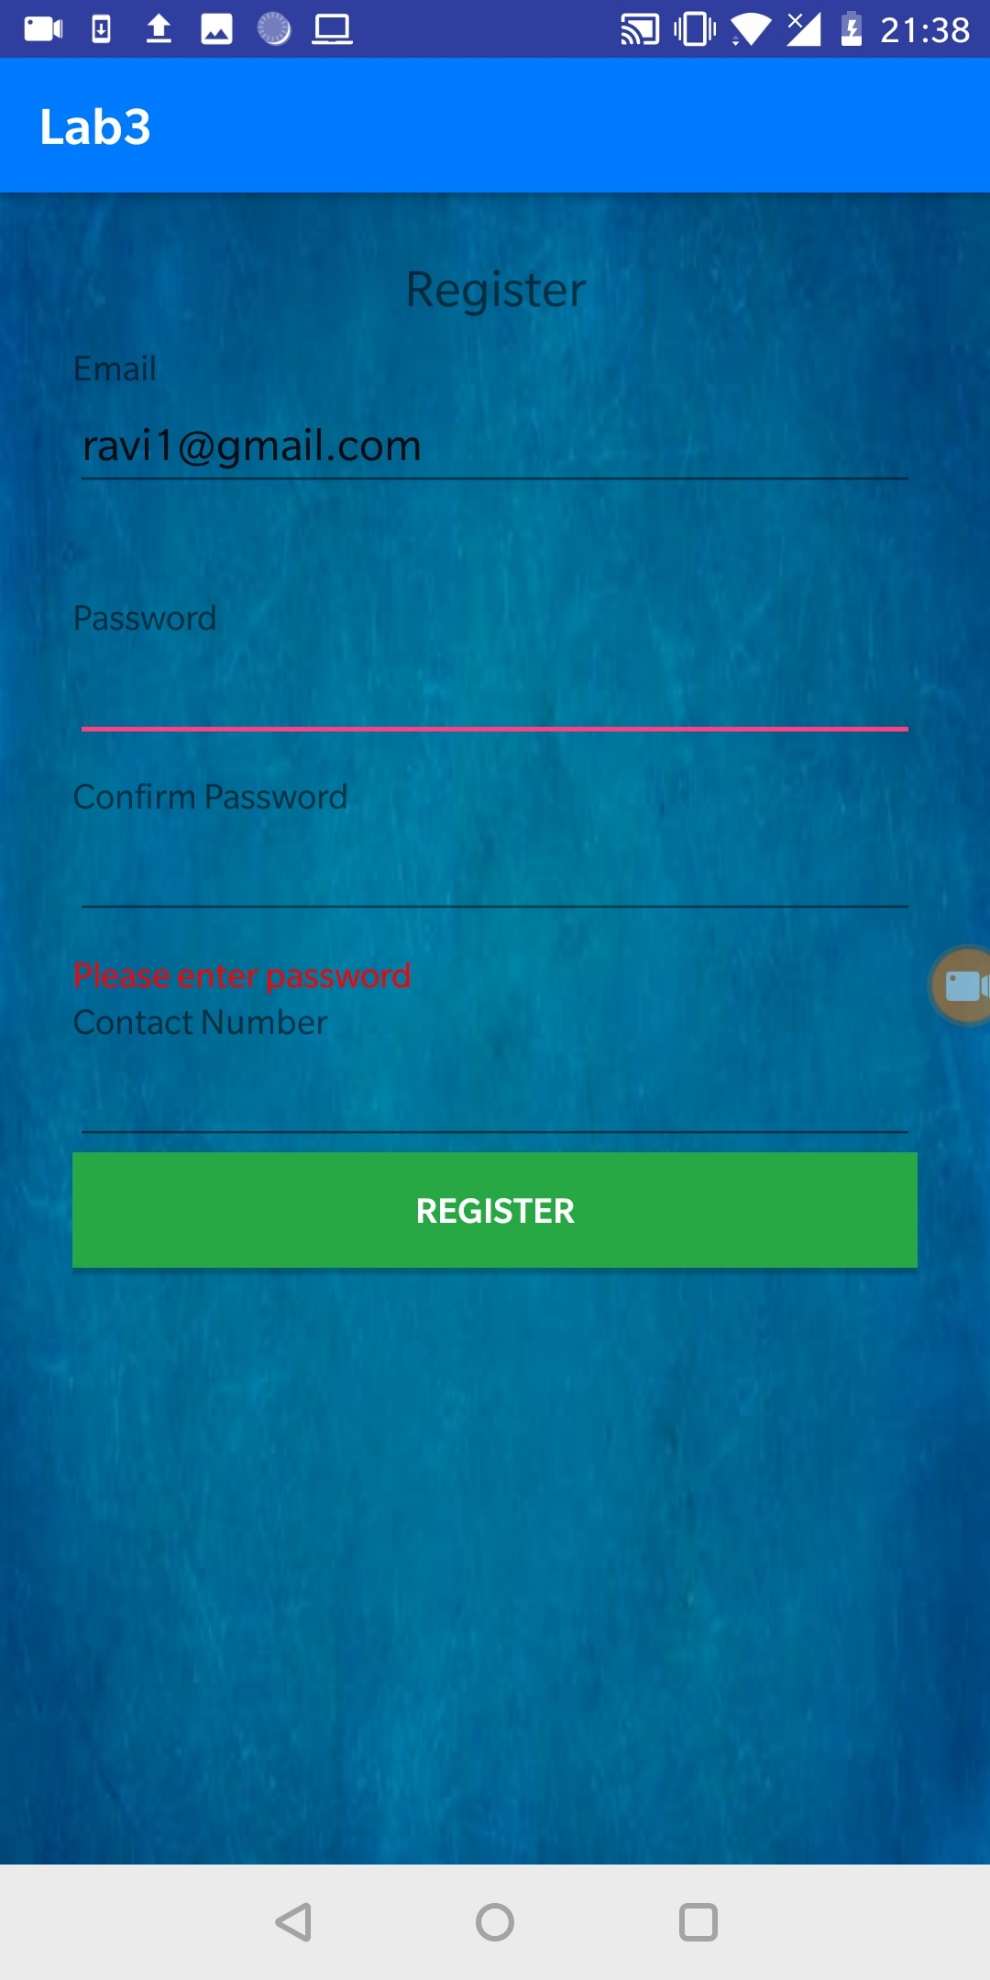 21:38
Lab3
Register
Email
ravi1@gmail.com
Password
Confirm Password
Please enter password
Contact Number
REGISTER